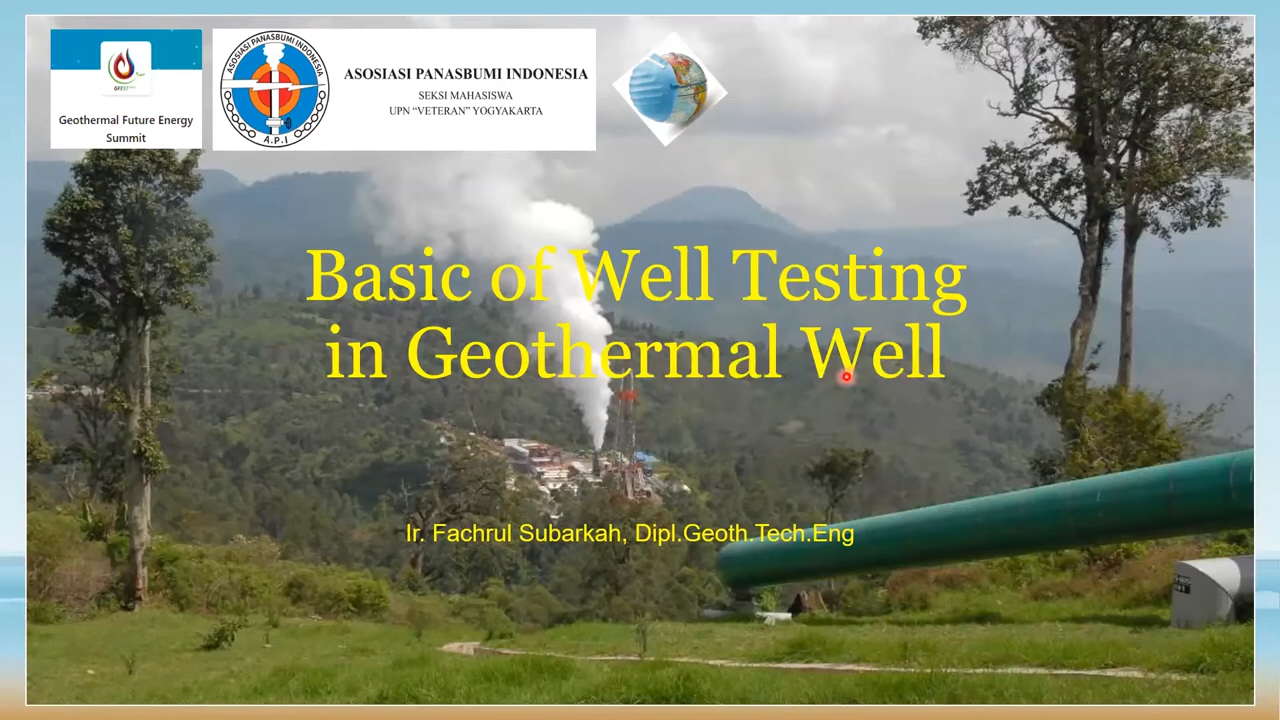 GFEST
Geothermal Future Energy
Summit
ASOSIASI PANASBUMI INDONESIA
A.P.I
ASOSIASI PANASBUMI INDONESIA
SEKSI MAHASISWA
UPN “VETERAN” YOGYAKARTA
Basic of Well Testing
in Geothermal Well
Ir. Fachrul Subarkah, Dipl.Geoth.Tech.Eng